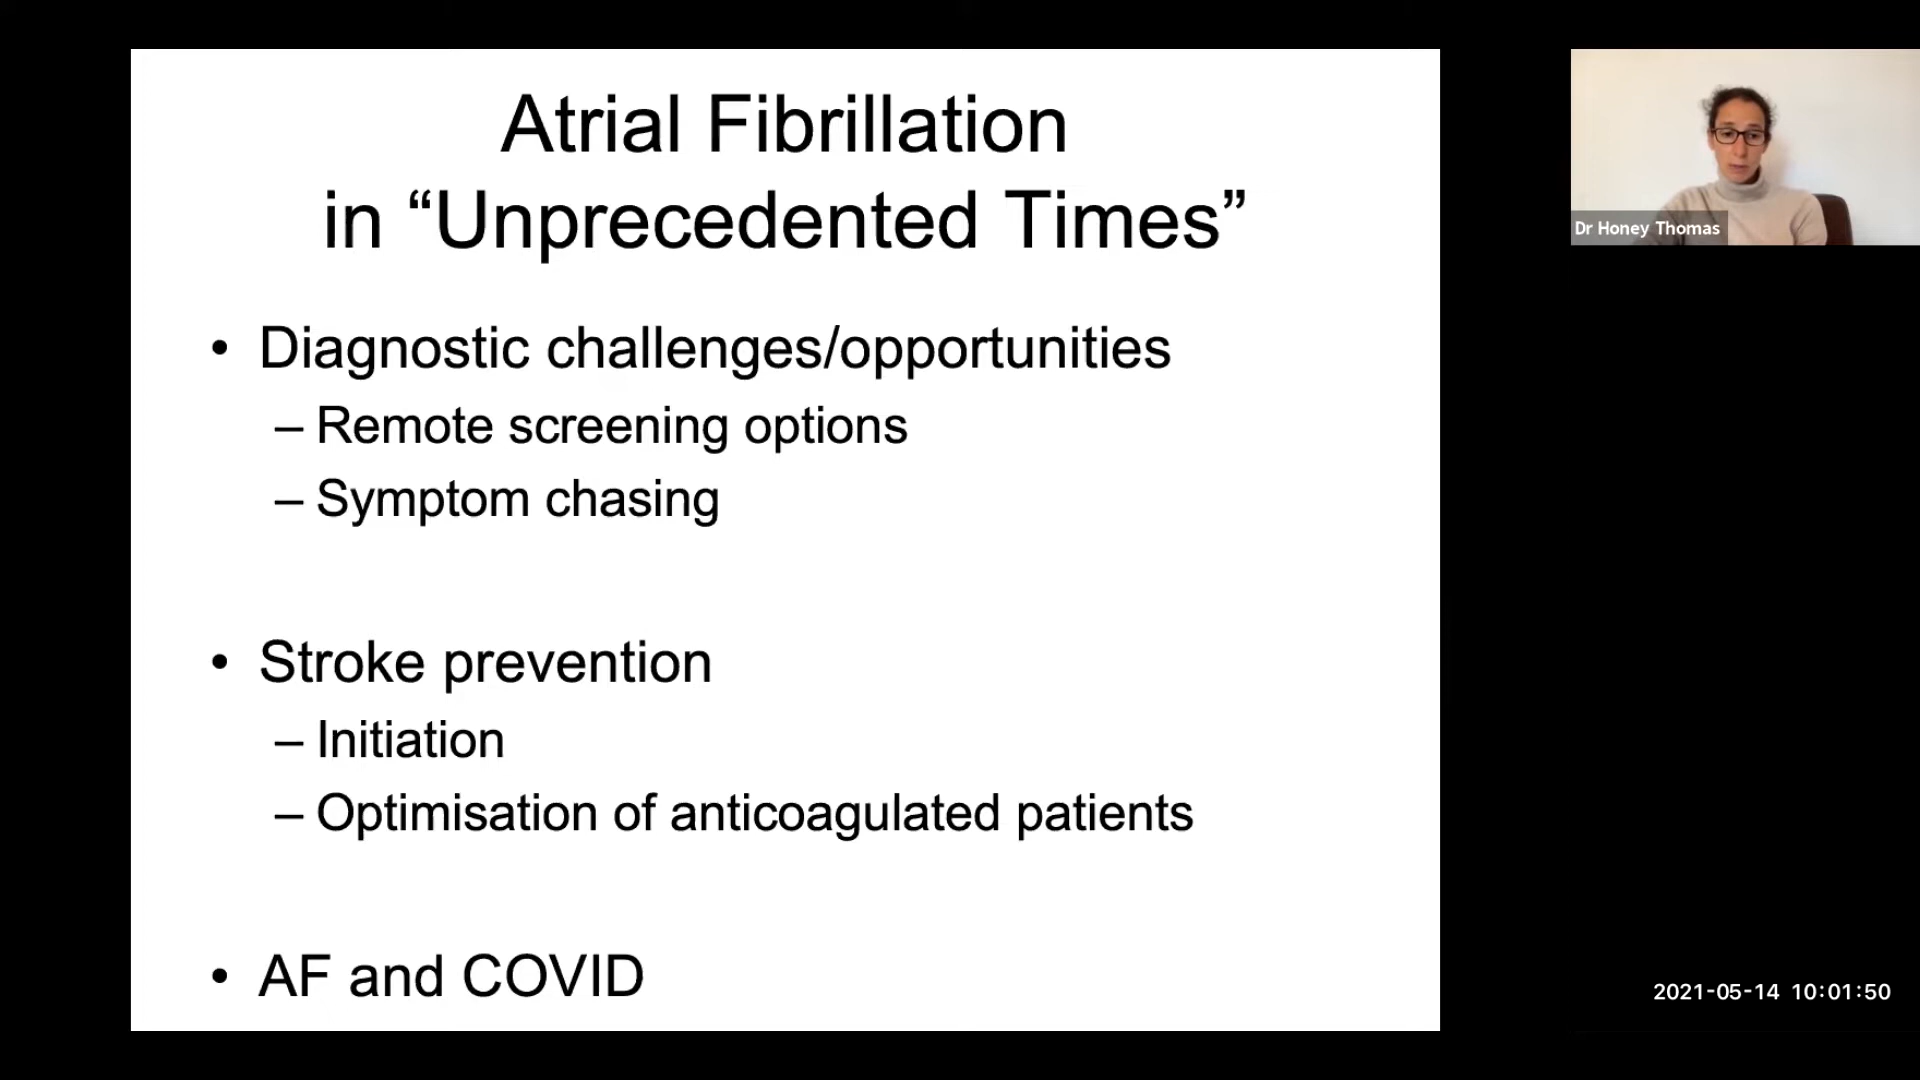 Atrial Fibrillation
in “Unprecedented Times”
• Diagnostic challenges/opportunities
– Remote screening options
– Symptom chasing
• Stroke prevention
– Initiation
– Optimisation of anticoagulated patients
• AF and COVID
Dr Honey Thomas
2021-05-14 10:01:50